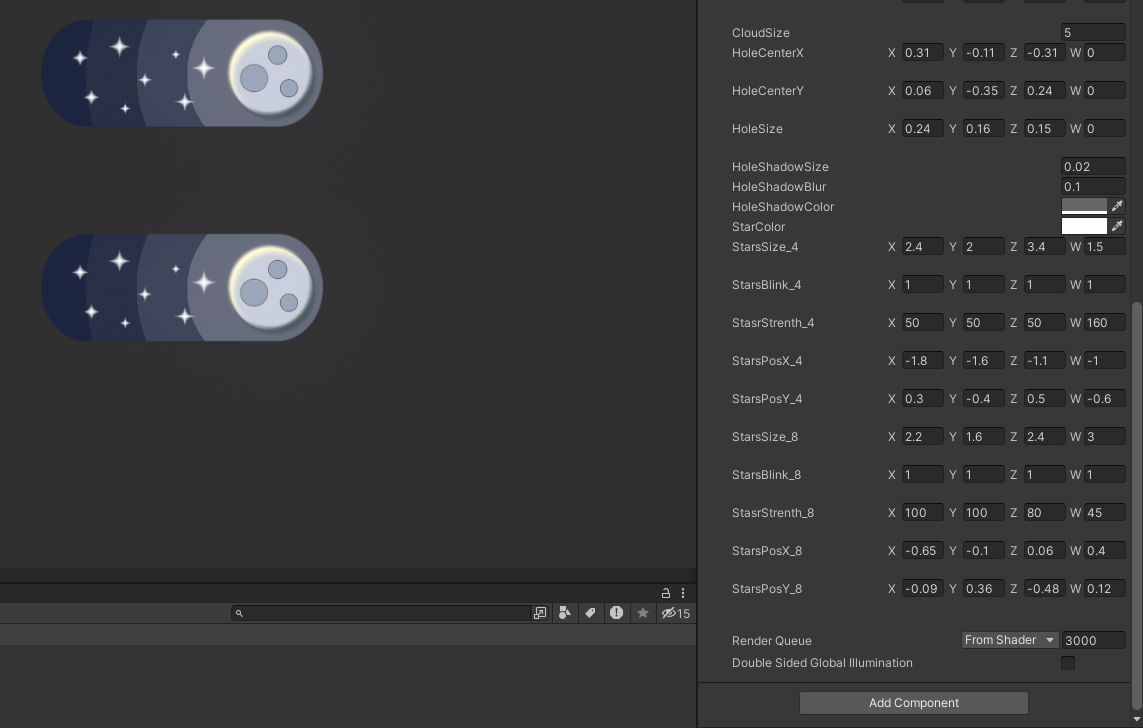 CloudSize 5
HoleCenterX X 0.31 Y -0.11 Z -0.31 W 0
HoleCenterY X 0.06 Y -0.35 Z 0.24 W 0
HoleSize X 0.24 Y 0.16 Z 0.15 W 0
HoleShadowSize 0.02
HoleShadowBlur 0.1
HoleShadowColor
StarColor
StarsSize_4 X 2.4 Y 2 Z 3.4 W 1.5
StarsBlink_4 X 1 Y 1 Z 1 W 1
StasrStrenth_4 X 50 Y 50 Z 50 W 160
StarsPosX_4 X -1.8 Y -1.6 Z -1.1 W -1
StarsPosY_4 X 0.3 Y -0.4 Z 0.5 W -0.6
StarsSize_8 X 2.2 Y 1.6 Z 2.4 W 3
StarsBlink_8 X 1 Y 1 Z 1 W 1
StasrStrenth_8 X 100 Y 100 Z 80 W 45
StarsPosX_8 X -0.65 Y -0.1 Z 0.06 W 0.4
StarsPosY_8 X -0.09 Y 0.36 Z -0.48 W 0.12
15
Render Queue From Shader 3000
Double Sided Global Illumination
Add Component